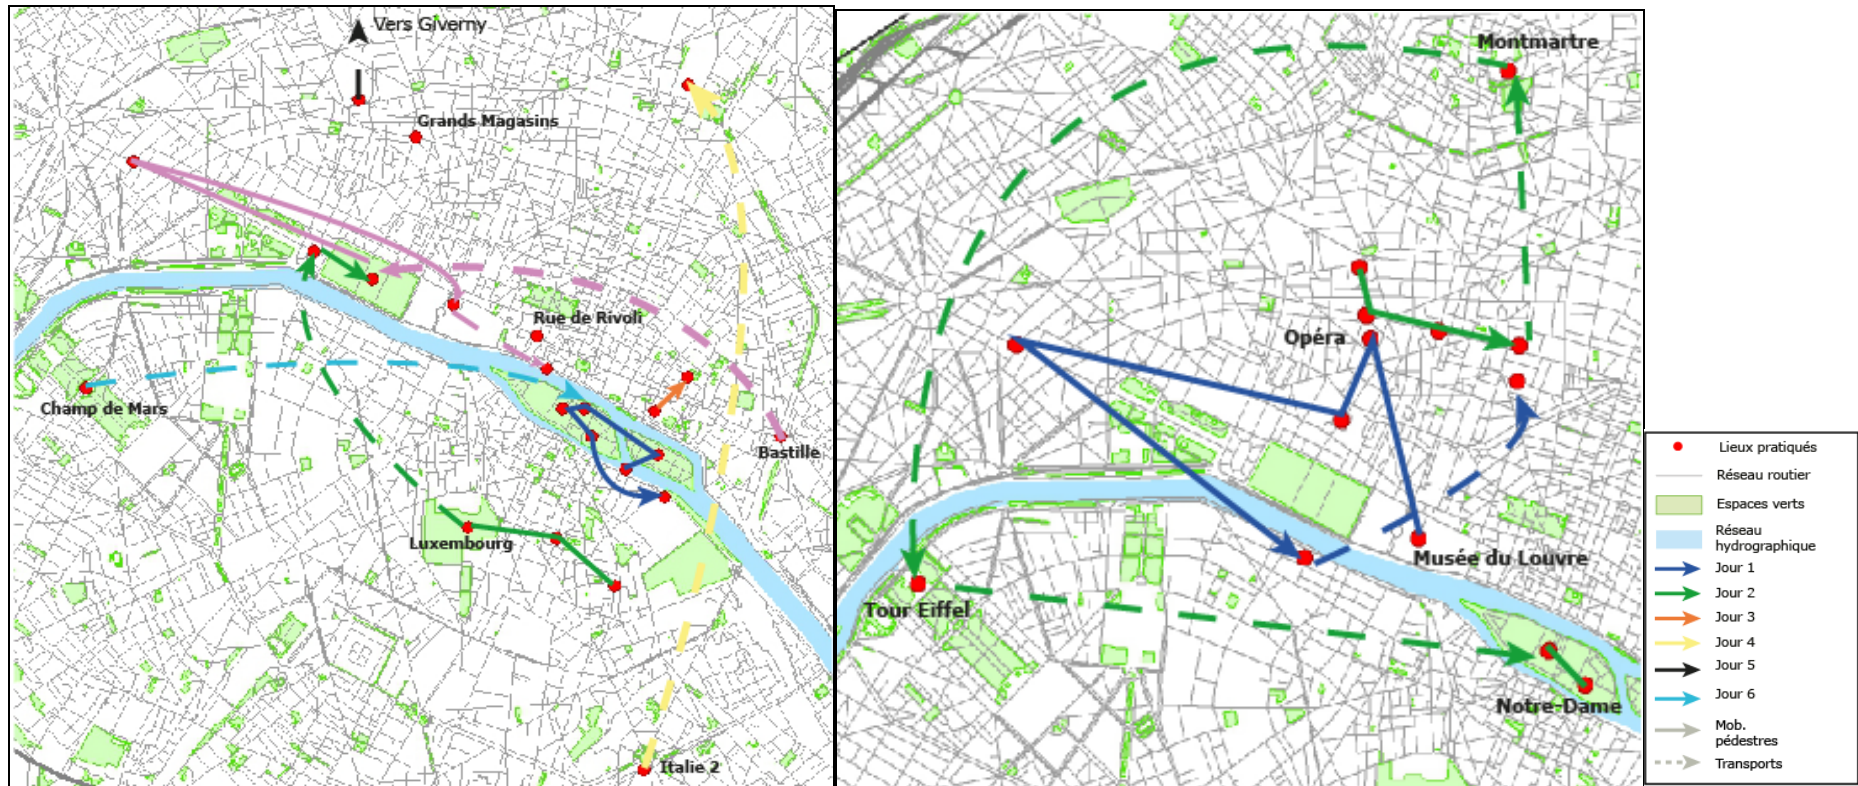 Vers Giverny
Grands Magasins
Rue de Rivoli
Champ de Mars
Bastille
Luxembourg
Italie 2
Montmartre
Opéra
Musée du Louvre
Tour Eiffel
Notre-Dame
Lieux pratiqués
Réseau routier
Espaces verts
Réseau
hydrographique
Jour 1
Jour 2
Jour 3
Jour 4
Jour 5
Jour 6
Mob.
pédestres
Transports